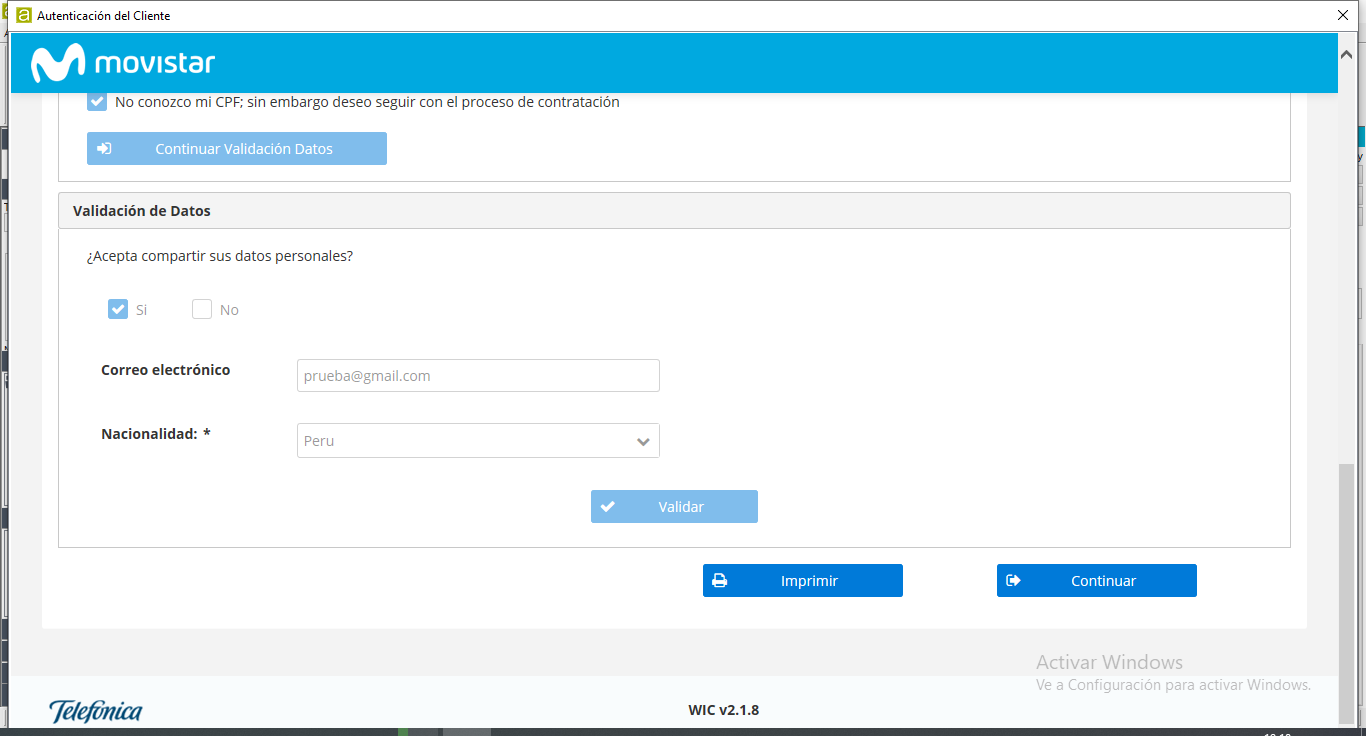 Autenticación del Cliente
movistar
No conozco mi CPF; sin embargo deseo seguir con el proceso de contratación
Continuar Validación Datos
Validación de Datos
¿Acepta compartir sus datos personales?
Si No
Correo electrónico prueba@gmail.com
Nacionalidad: * Peru
Validar
Imprimir Continuar
Activar Windows
Ve a Configuración para activar Windows.
Telefónica WIC v2.1.8